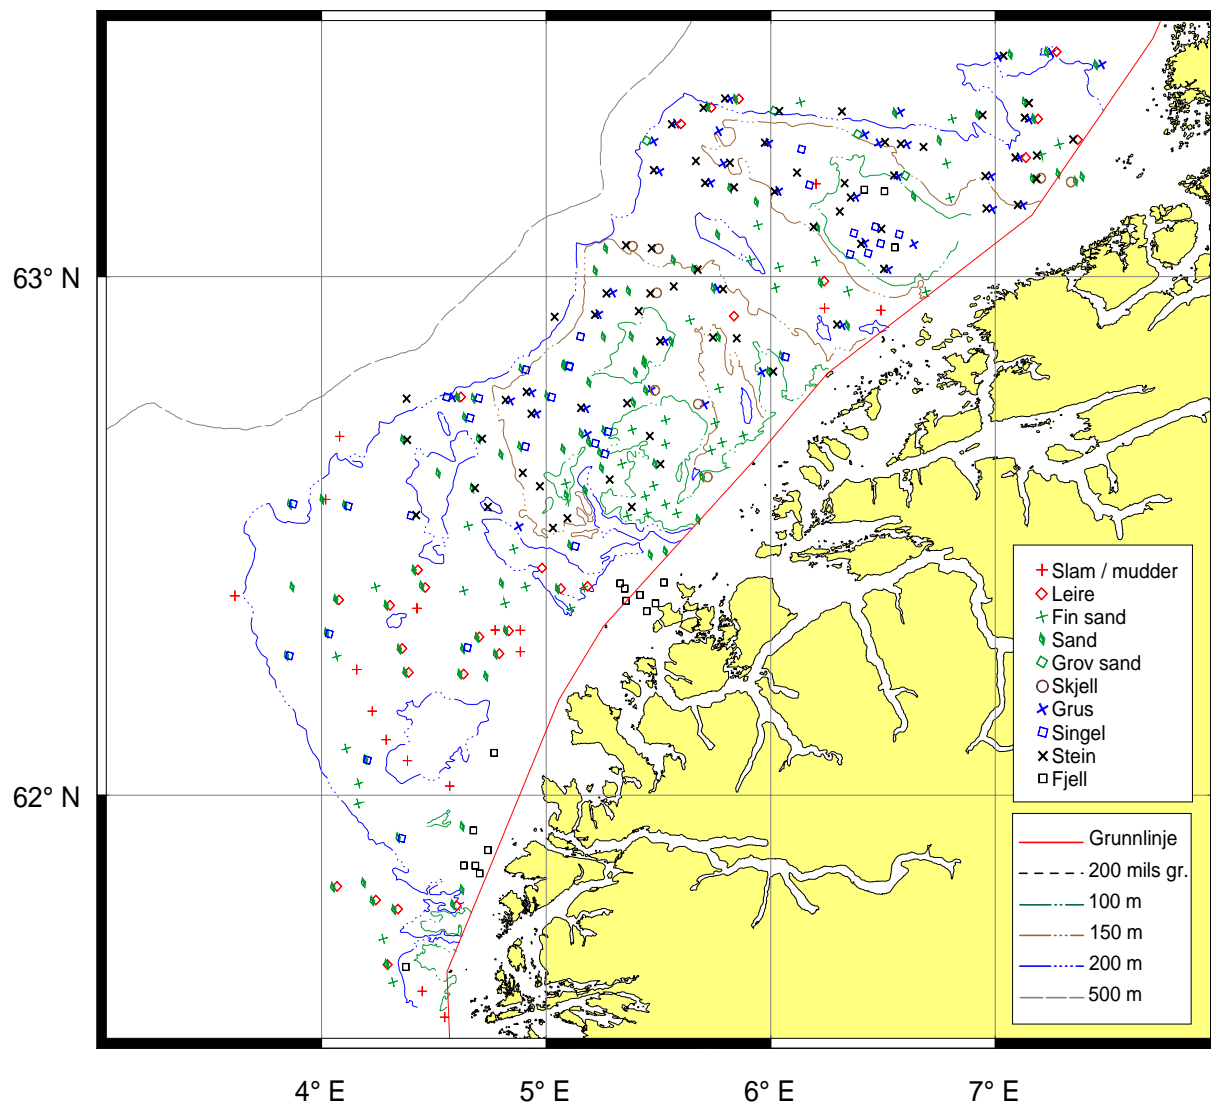 63° N
62° N
Slam / mudder
Leire
Fin sand
Sand
Grov sand
Skjell
Grus
Singel
Stein
Fjell
Grunnlinje
200 mils gr.
100 m
150 m
200 m
500 m
4° E 5° E 6° E 7° E